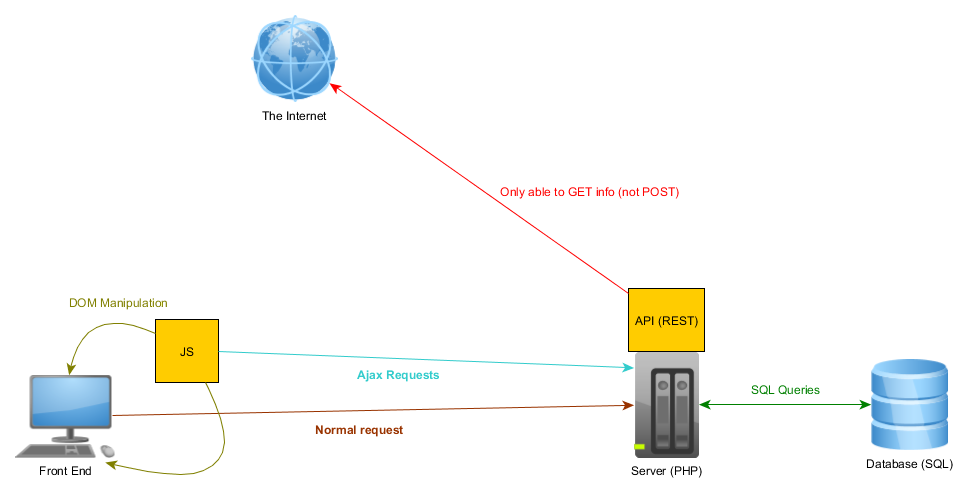 The Internet
Only able to GET info (not POST)
DOM Manipulation
API (REST)
JS
Ajax Requests
SQL Queries
Normal request
Front End
Server (PHP)
Database (SQL)